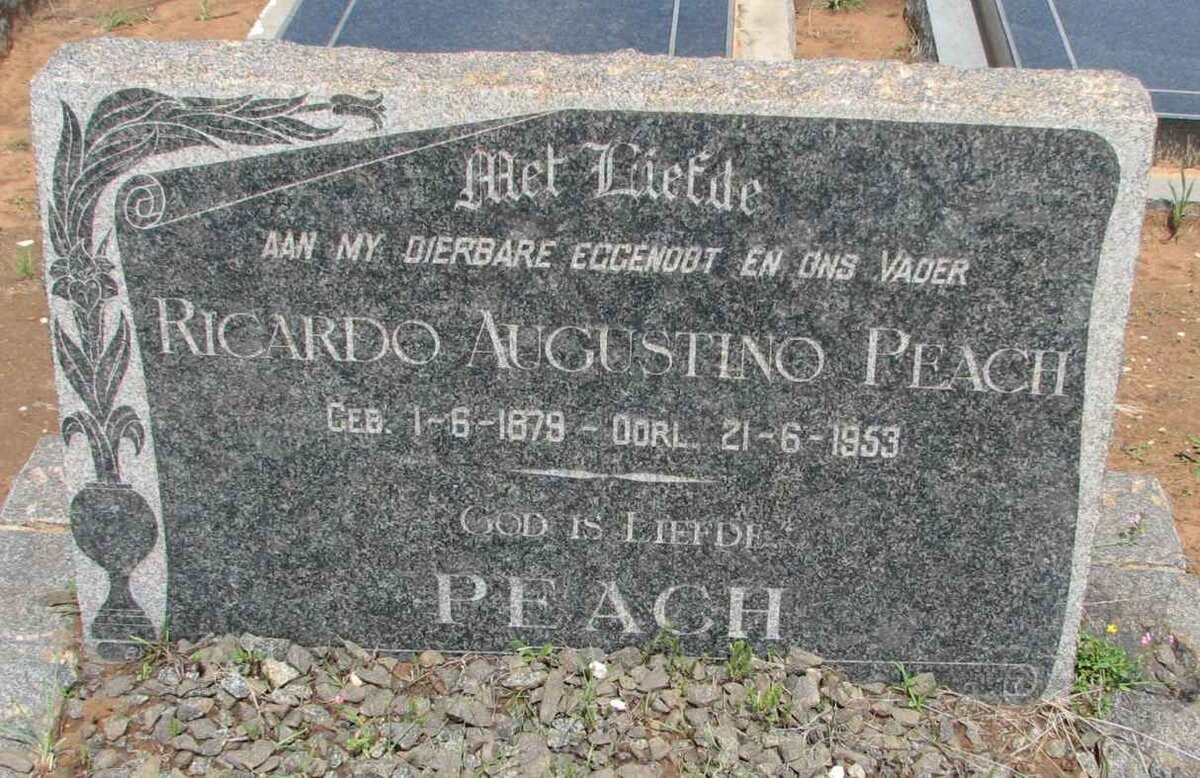 Met Liefde
AAN MY DIERBARE EGGENOOT EN ONS VADER
RICARDO AUGUSTINO PEACH
GEB. 1-6-1879 - OORL. 21-6-1953
GOD IS LIEFDE
PEACH